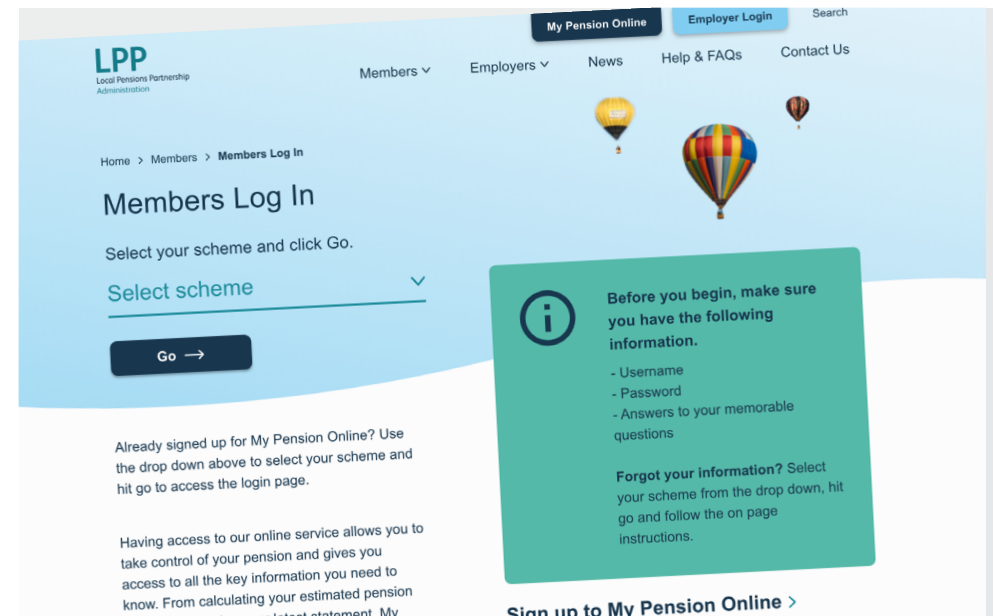 My Pension Online
Employer Login
Search
LPP
Local Pensions Partnership
Administration
Members
Employers
News
Help & FAQs
Contact Us
Home > Members > Members Log In
Members Log In
Select your scheme and click Go.
Select scheme
Go →
Already signed up for My Pension Online? Use
the drop down above to select your scheme and
hit go to access the login page.
Having access to our online service allows you to
take control of your pension and gives you
access to all the key information you need to
know. From calculating your estimated pension
latest statement. My
Before you begin, make sure
you have the following
information.
- Username
- Password
- Answers to your memorable
questions
Forgot your information? Select
your scheme from the drop down, hit
go and follow the on page
instructions.
Sign up to My Pension Online >